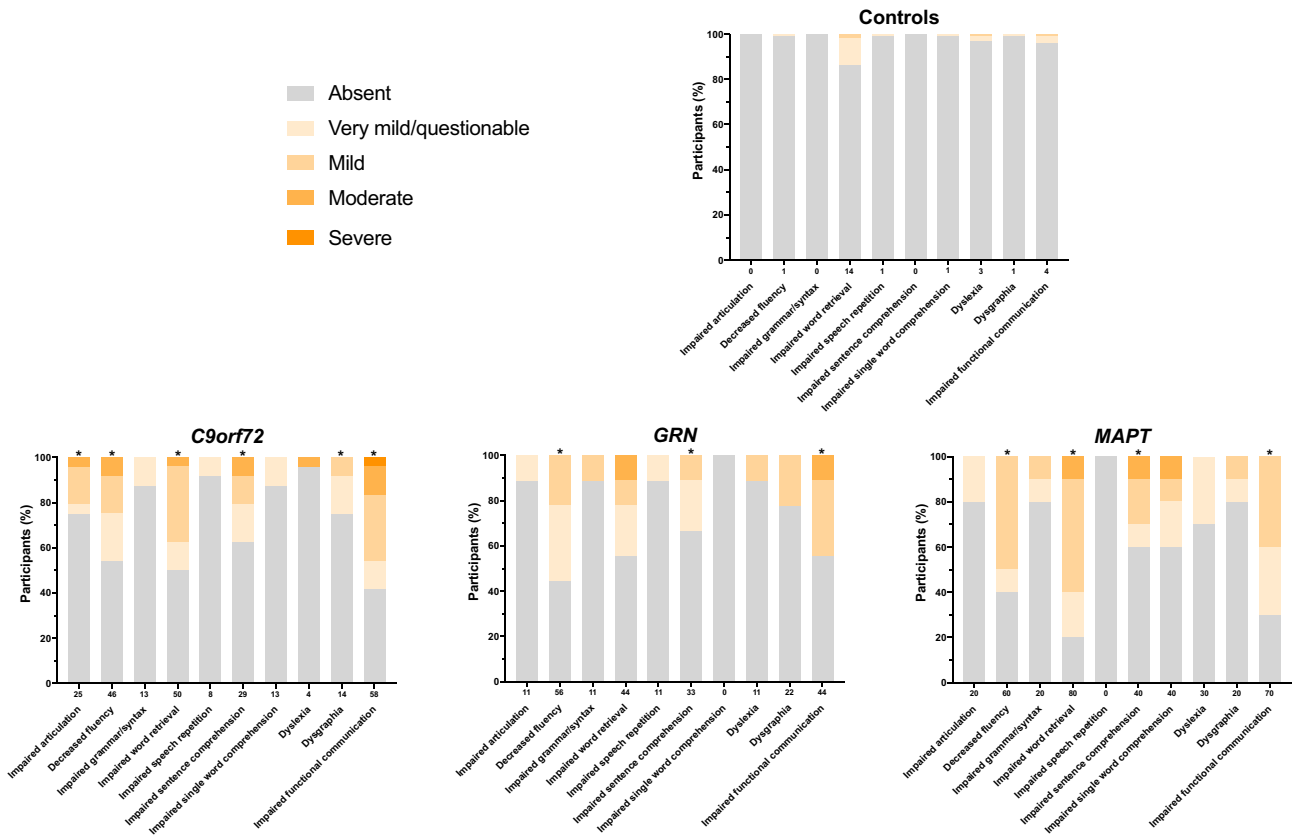 Controls
Absent
Very mild/questionable
Mild
Moderate
Severe
Participants (%)
100
80
60
40
20
0
0 1 0 14 1 0 1 3 1 4
Impaired articulation
Decreased fluency
Impaired grammar/syntax
Impaired word retrieval
Impaired speech repetition
Impaired sentence comprehension
Impaired single word comprehension
Dyslexia
Dysgraphia
Impaired functional communication
C9orf72
* * * * * *
Participants (%)
100
80
60
40
20
0
25 46 13 50 8 29 13 4 14 58
Impaired articulation
Decreased fluency
Impaired grammar/syntax
Impaired word retrieval
Impaired speech repetition
Impaired sentence comprehension
Impaired single word comprehension
Dyslexia
Dysgraphia
Impaired functional communication
GRN
* * *
Participants (%)
100
80
60
40
20
0
11 56 11 44 11 33 0 11 22 44
Impaired articulation
Decreased fluency
Impaired grammar/syntax
Impaired word retrieval
Impaired speech repetition
Impaired sentence comprehension
Impaired single word comprehension
Dyslexia
Dysgraphia
Impaired functional communication
MAPT
* * * *
Participants (%)
100
80
60
40
20
0
20 60 20 80 0 40 40 30 20 70
Impaired articulation
Decreased fluency
Impaired grammar/syntax
Impaired word retrieval
Impaired speech repetition
Impaired sentence comprehension
Impaired single word comprehension
Dyslexia
Dysgraphia
Impaired functional communication